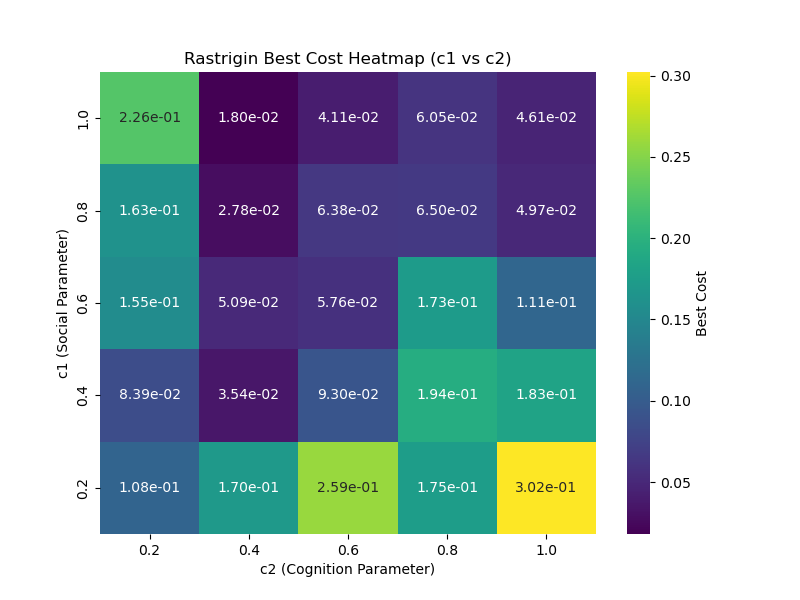 Rastrigin Best Cost Heatmap (c1 vs c2)
c1 (Social Parameter)
1.0 2.26e-01 1.80e-02 4.11e-02 6.05e-02 4.61e-02
0.8 1.63e-01 2.78e-02 6.38e-02 6.50e-02 4.97e-02
0.6 1.55e-01 5.09e-02 5.76e-02 1.73e-01 1.11e-01
0.4 8.39e-02 3.54e-02 9.30e-02 1.94e-01 1.83e-01
0.2 1.08e-01 1.70e-01 2.59e-01 1.75e-01 3.02e-01
0.2 0.4 0.6 0.8 1.0
c2 (Cognition Parameter)
0.30
0.25
0.20
0.15
0.10
0.05
Best Cost